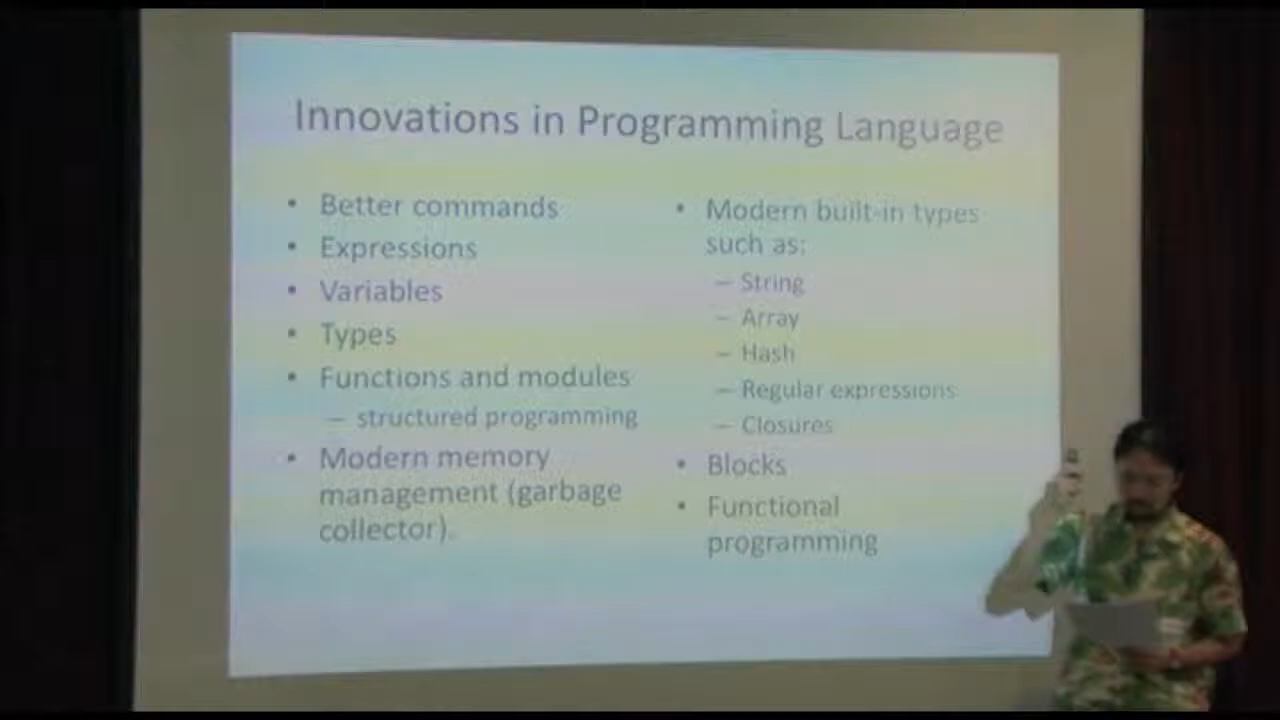 Innovations in Programming Language
• Better commands
• Expressions
• Variables
• Types
• Functions and modules
– structured programming
• Modern memory
management (garbage
collector).
• Modern built-in types
such as:
– String
– Array
– Hash
– Regular expressions
– Closures
• Blocks
• Functional
programming